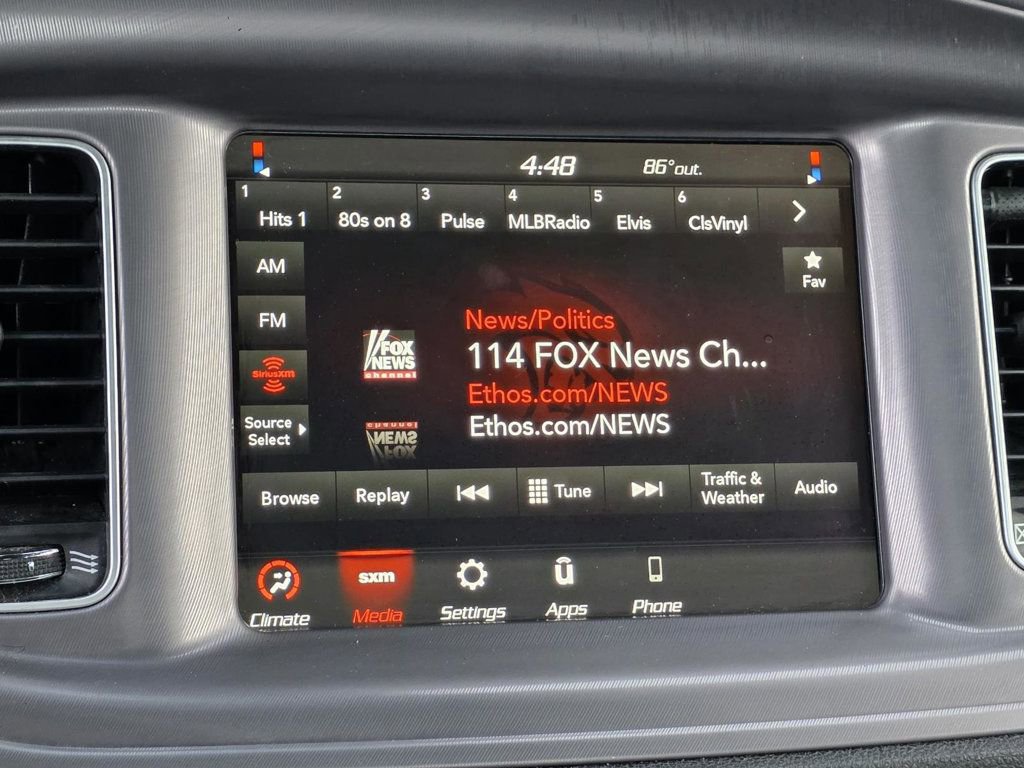 4:48 86°out.
1 2 3 4 5 6
Hits 1 80s on 8 Pulse MLBRadio Elvis ClsVinyl
AM
Fav
FM
News/Politics
FOX
NEWS
channel
114 FOX News Ch...
SiriusXM
Ethos.com/NEWS
Source
Select
Ethos.com/NEWS
Browse Replay Tune Traffic &
Weather Audio
sxm
Climate Media Settings Apps Phone